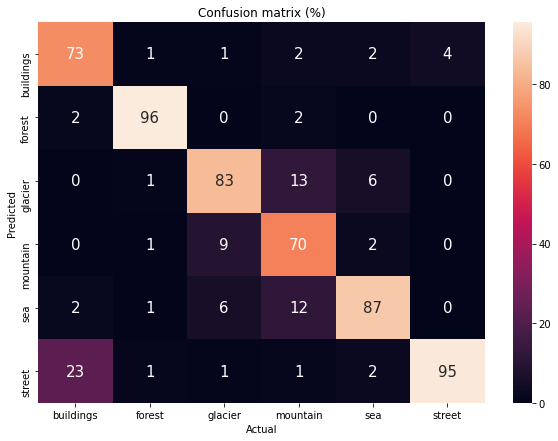 Confusion matrix (%)
Predicted
buildings 73 1 1 2 2 4
forest 2 96 0 2 0 0
glacier 0 1 83 13 6 0
mountain 0 1 9 70 2 0
sea 2 1 6 12 87 0
street 23 1 1 1 2 95
buildings forest glacier mountain sea street
Actual
80
60
40
20
0